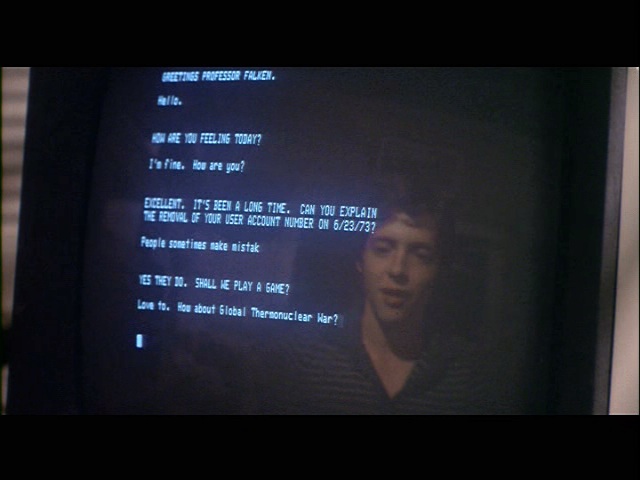 GREETINGS PROFESSOR FALKEN.
Hello.
HOW ARE YOU FEELING TODAY?
I'm fine.  How are you?
EXCELLENT.  IT'S BEEN A LONG TIME.  CAN YOU EXPLAIN
THE REMOVAL OF YOUR USER ACCOUNT NUMBER ON 6/23/73?
People sometimes make mistak
YES THEY DO.  SHALL WE PLAY A GAME?
Love to.  How about Global Thermonuclear War?